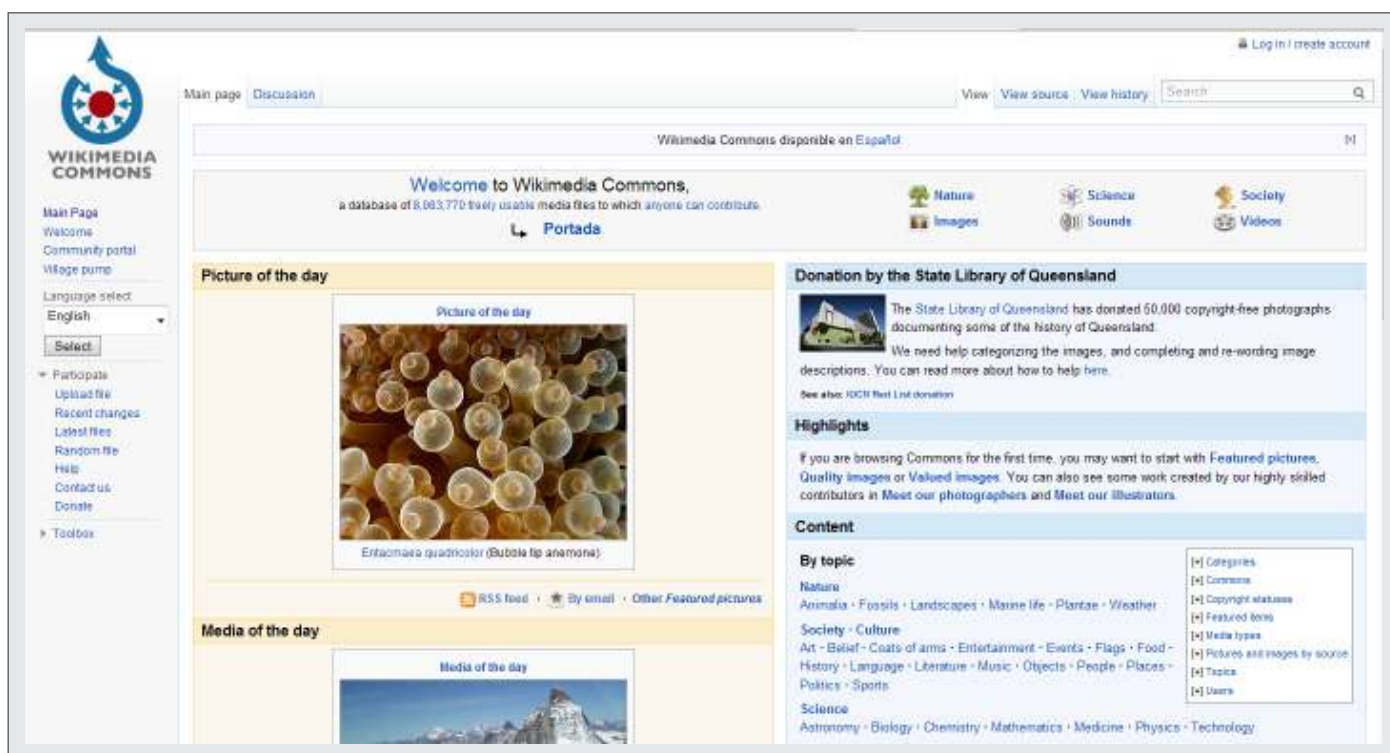 Log in / create account
Main page Discussion
View View source View history Search
WIKIMEDIA
COMMONS
Wikimedia Commons disponible en Español [x]
Welcome to Wikimedia Commons,
a database of 8,983,770 freely usable media files to which anyone can contribute.
Portada
Nature Science Society
Images Sounds Videos
Main Page
Welcome
Community portal
Village pump
Language select
English
Select
Participate
Upload file
Recent changes
Latest files
Random file
Help
Contact us
Donate
Toolbox
Picture of the day
Picture of the day
Entacmaea quadricolor (Bubble tip anemone)
RSS feed · By email · Other Featured pictures
Media of the day
Media of the day
Donation by the State Library of Queensland
The State Library of Queensland has donated 50,000 copyright-free photographs
documenting some of the history of Queensland.
We need help categorizing the images, and completing and re-wording image
descriptions. You can read more about how to help here.
See also: IUCN Red List donation
Highlights
If you are browsing Commons for the first time, you may want to start with Featured pictures,
Quality images or Valued images. You can also see some work created by our highly skilled
contributors in Meet our photographers and Meet our illustrators.
Content
By topic
Nature
Animalia · Fossils · Landscapes · Marine life · Plantae · Weather
Society · Culture
Art · Belief · Coats of arms · Entertainment · Events · Flags · Food ·
History · Language · Literature · Music · Objects · People · Places ·
Politics · Sports
Science
Astronomy · Biology · Chemistry · Mathematics · Medicine · Physics · Technology
[+] Categories
[+] Commons
[+] Copyright statuses
[+] Featured items
[+] Media types
[+] Pictures and images by source
[+] Topics
[+] Users